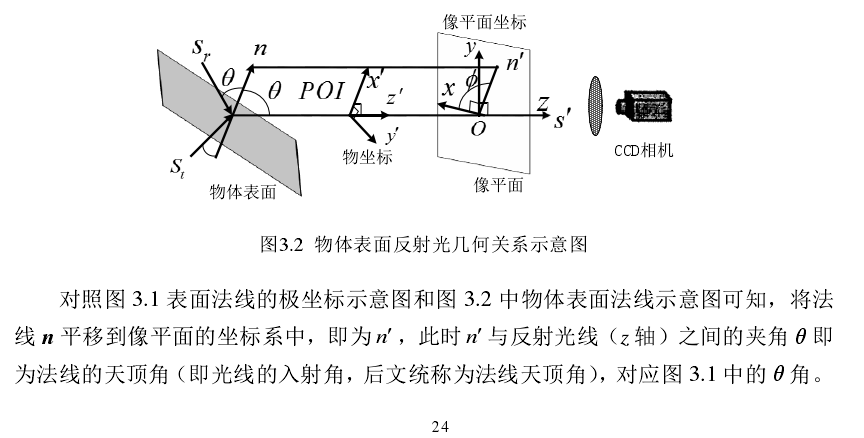 像平面坐标
s_r
n
y
n′
θ
θ
POI
x′
z′
x
ϕ
z
s′
O
y′
S_t
物坐标
CCD相机
物体表面
像平面
图3.2 物体表面反射光几何关系示意图
对照图 3.1 表面法线的极坐标示意图和图 3.2 中物体表面法线示意图可知，将法
线 n 平移到像平面的坐标系中，即为 n′，此时 n′ 与反射光线（z 轴）之间的夹角 θ 即
为法线的天顶角（即光线的入射角，后文统称为法线天顶角），对应图 3.1 中的 θ 角。
24